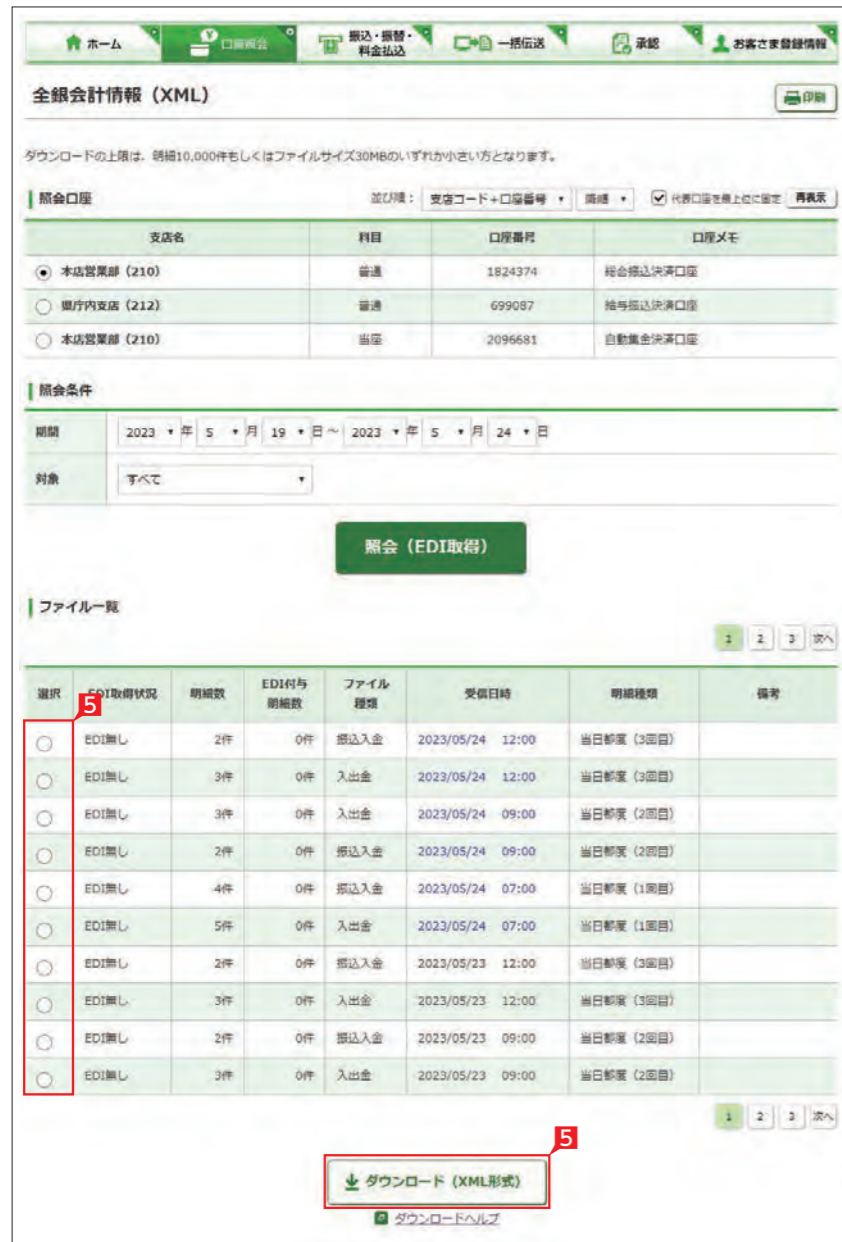 ホーム
口座照会
振込・振替・
料金払込
一括伝送
承認
お客さま登録情報
全銀会計情報（XML）
印刷
ダウンロードの上限は、明細10,000件もしくはファイルサイズ30MBのいずれか小さい方となります。
照会口座
並び順： 支店コード+口座番号 降順 代表口座を最上位に固定 再表示
支店名 科目 口座番号 口座メモ
本店営業部（210） 普通 1824374 総合振込決済口座
県庁内支店（212） 普通 699087 給与振込決済口座
本店営業部（210） 当座 2096681 自動集金決済口座
照会条件
期間 2023 年 5 月 19 日～ 2023 年 5 月 24 日
対象 すべて
照会（EDI取得）
ファイル一覧
1 2 3 次へ
選択 EDI取得状況 明細数 EDI付与明細数 ファイル種類 受信日時 明細種類 備考
5
EDI無し 2件 0件 振込入金 2023/05/24 12:00 当日都度（3回目）
EDI無し 3件 0件 入出金 2023/05/24 12:00 当日都度（3回目）
EDI無し 3件 0件 入出金 2023/05/24 09:00 当日都度（2回目）
EDI無し 2件 0件 振込入金 2023/05/24 09:00 当日都度（2回目）
EDI無し 4件 0件 振込入金 2023/05/24 07:00 当日都度（1回目）
EDI無し 5件 0件 入出金 2023/05/24 07:00 当日都度（1回目）
EDI無し 2件 0件 振込入金 2023/05/23 12:00 当日都度（3回目）
EDI無し 3件 0件 入出金 2023/05/23 12:00 当日都度（3回目）
EDI無し 2件 0件 振込入金 2023/05/23 09:00 当日都度（2回目）
EDI無し 3件 0件 入出金 2023/05/23 09:00 当日都度（2回目）
1 2 3 次へ
5
ダウンロード（XML形式）
ダウンロードヘルプ